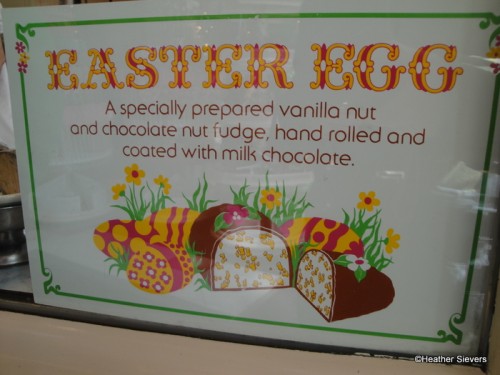 EASTER EGG
A specially prepared vanilla nut
and chocolate nut fudge, hand rolled and
coated with milk chocolate.
©Heather Sievers